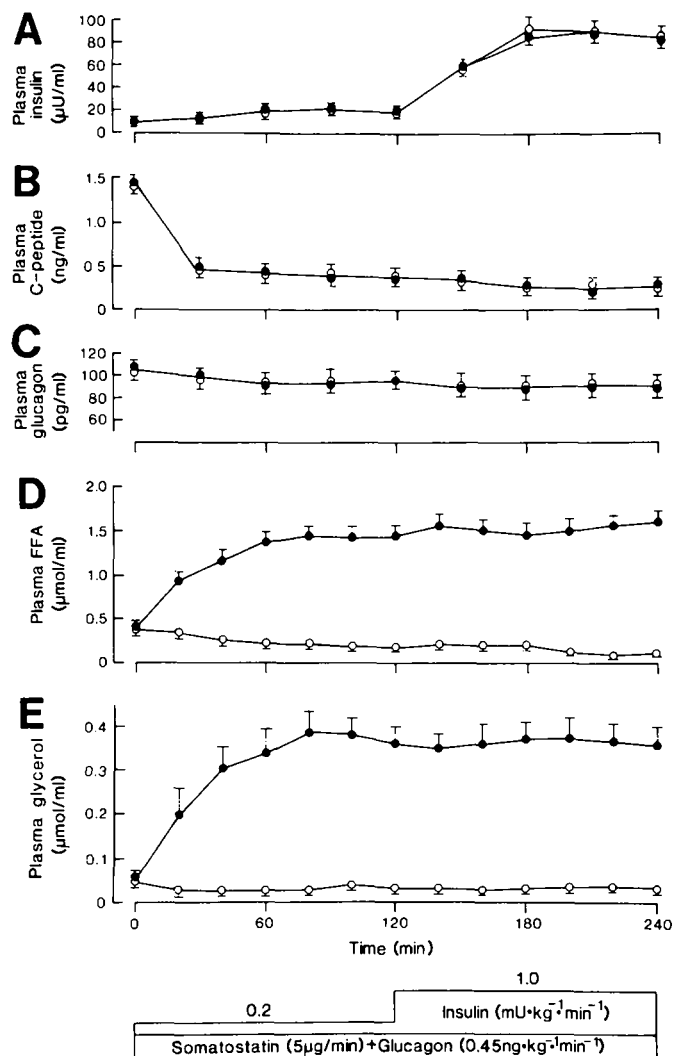 A
Plasma insulin
(µU/ml)
100
80
60
40
20
0
B
Plasma C-peptide
(ng/ml)
1.5
1.0
0.5
0
C
Plasma glucagon
(pg/ml)
120
100
80
60
D
Plasma FFA
(µmol/ml)
2.0
1.5
1.0
0.5
0
E
Plasma glycerol
(µmol/ml)
0.4
0.3
0.2
0.1
0
0 60 120 180 240
Time (min)
1.0
0.2 Insulin (mU•kg⁻¹•min⁻¹)
Somatostatin (5µg/min)+Glucagon (0.45ng•kg⁻¹min⁻¹)